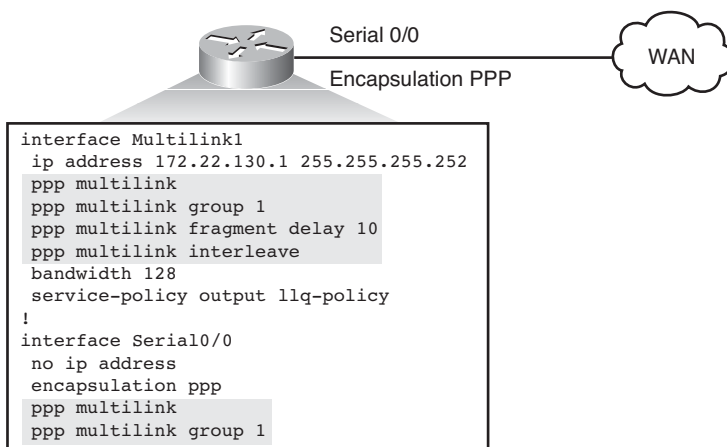 Serial 0/0
Encapsulation PPP
WAN
interface Multilink1
ip address 172.22.130.1 255.255.255.252
ppp multilink
ppp multilink group 1
ppp multilink fragment delay 10
ppp multilink interleave
bandwidth 128
service-policy output llq-policy
!
interface Serial0/0
no ip address
encapsulation ppp
ppp multilink
ppp multilink group 1